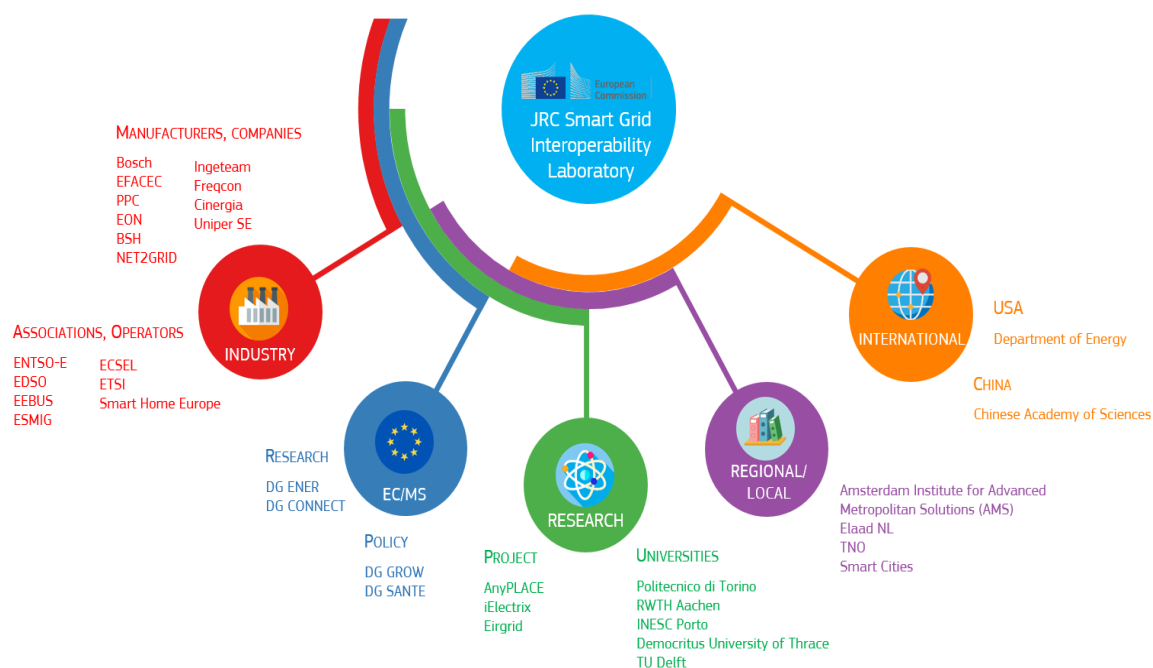 European
Commission
JRC Smart Grid
Interoperability
Laboratory
MANUFACTURERS, COMPANIES
Bosch
EFACEC
PPC
EON
BSH
NET2GRID
Ingeteam
Freqcon
Cinergia
Uniper SE
INDUSTRY
ASSOCIATIONS, OPERATORS
ENTSO-E
EDSO
EEBUS
ESMIG
ECSEL
ETSI
Smart Home Europe
EC/MS
RESEARCH
DG ENER
DG CONNECT
POLICY
DG GROW
DG SANTE
RESEARCH
PROJECT
AnyPLACE
iElectrix
Eirgrid
UNIVERSITIES
Politecnico di Torino
RWTH Aachen
INESC Porto
Democritus University of Thrace
TU Delft
REGIONAL/
LOCAL
Amsterdam Institute for Advanced
Metropolitan Solutions (AMS)
Elaad NL
TNO
Smart Cities
INTERNATIONAL
USA
Department of Energy
CHINA
Chinese Academy of Sciences